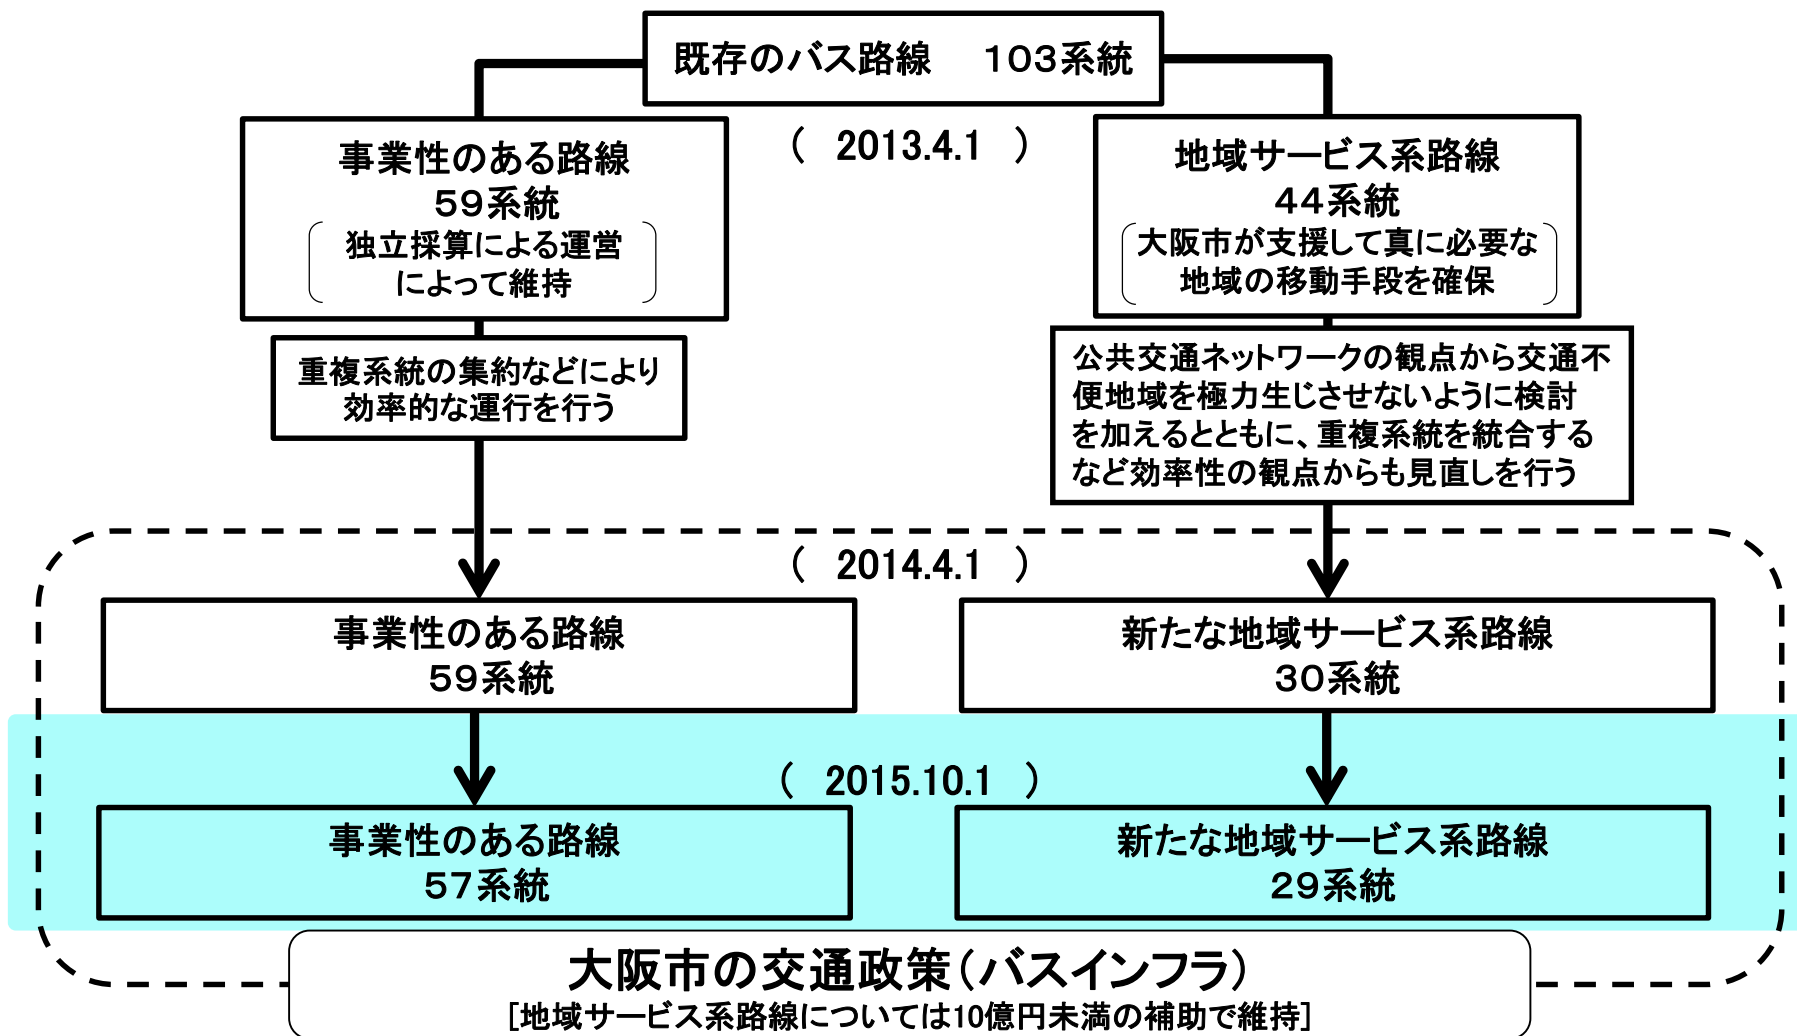 既存のバス路線　103系統
( 2013.4.1 )
事業性のある路線
59系統
独立採算による運営
によって維持
地域サービス系路線
44系統
大阪市が支援して真に必要な
地域の移動手段を確保
重複系統の集約などにより
効率的な運行を行う
公共交通ネットワークの観点から交通不
便地域を極力生じさせないように検討
を加えるとともに、重複系統を統合する
など効率性の観点からも見直しを行う
( 2014.4.1 )
事業性のある路線
59系統
新たな地域サービス系路線
30系統
( 2015.10.1 )
事業性のある路線
57系統
新たな地域サービス系路線
29系統
大阪市の交通政策(バスインフラ)
[地域サービス系路線については10億円未満の補助で維持]